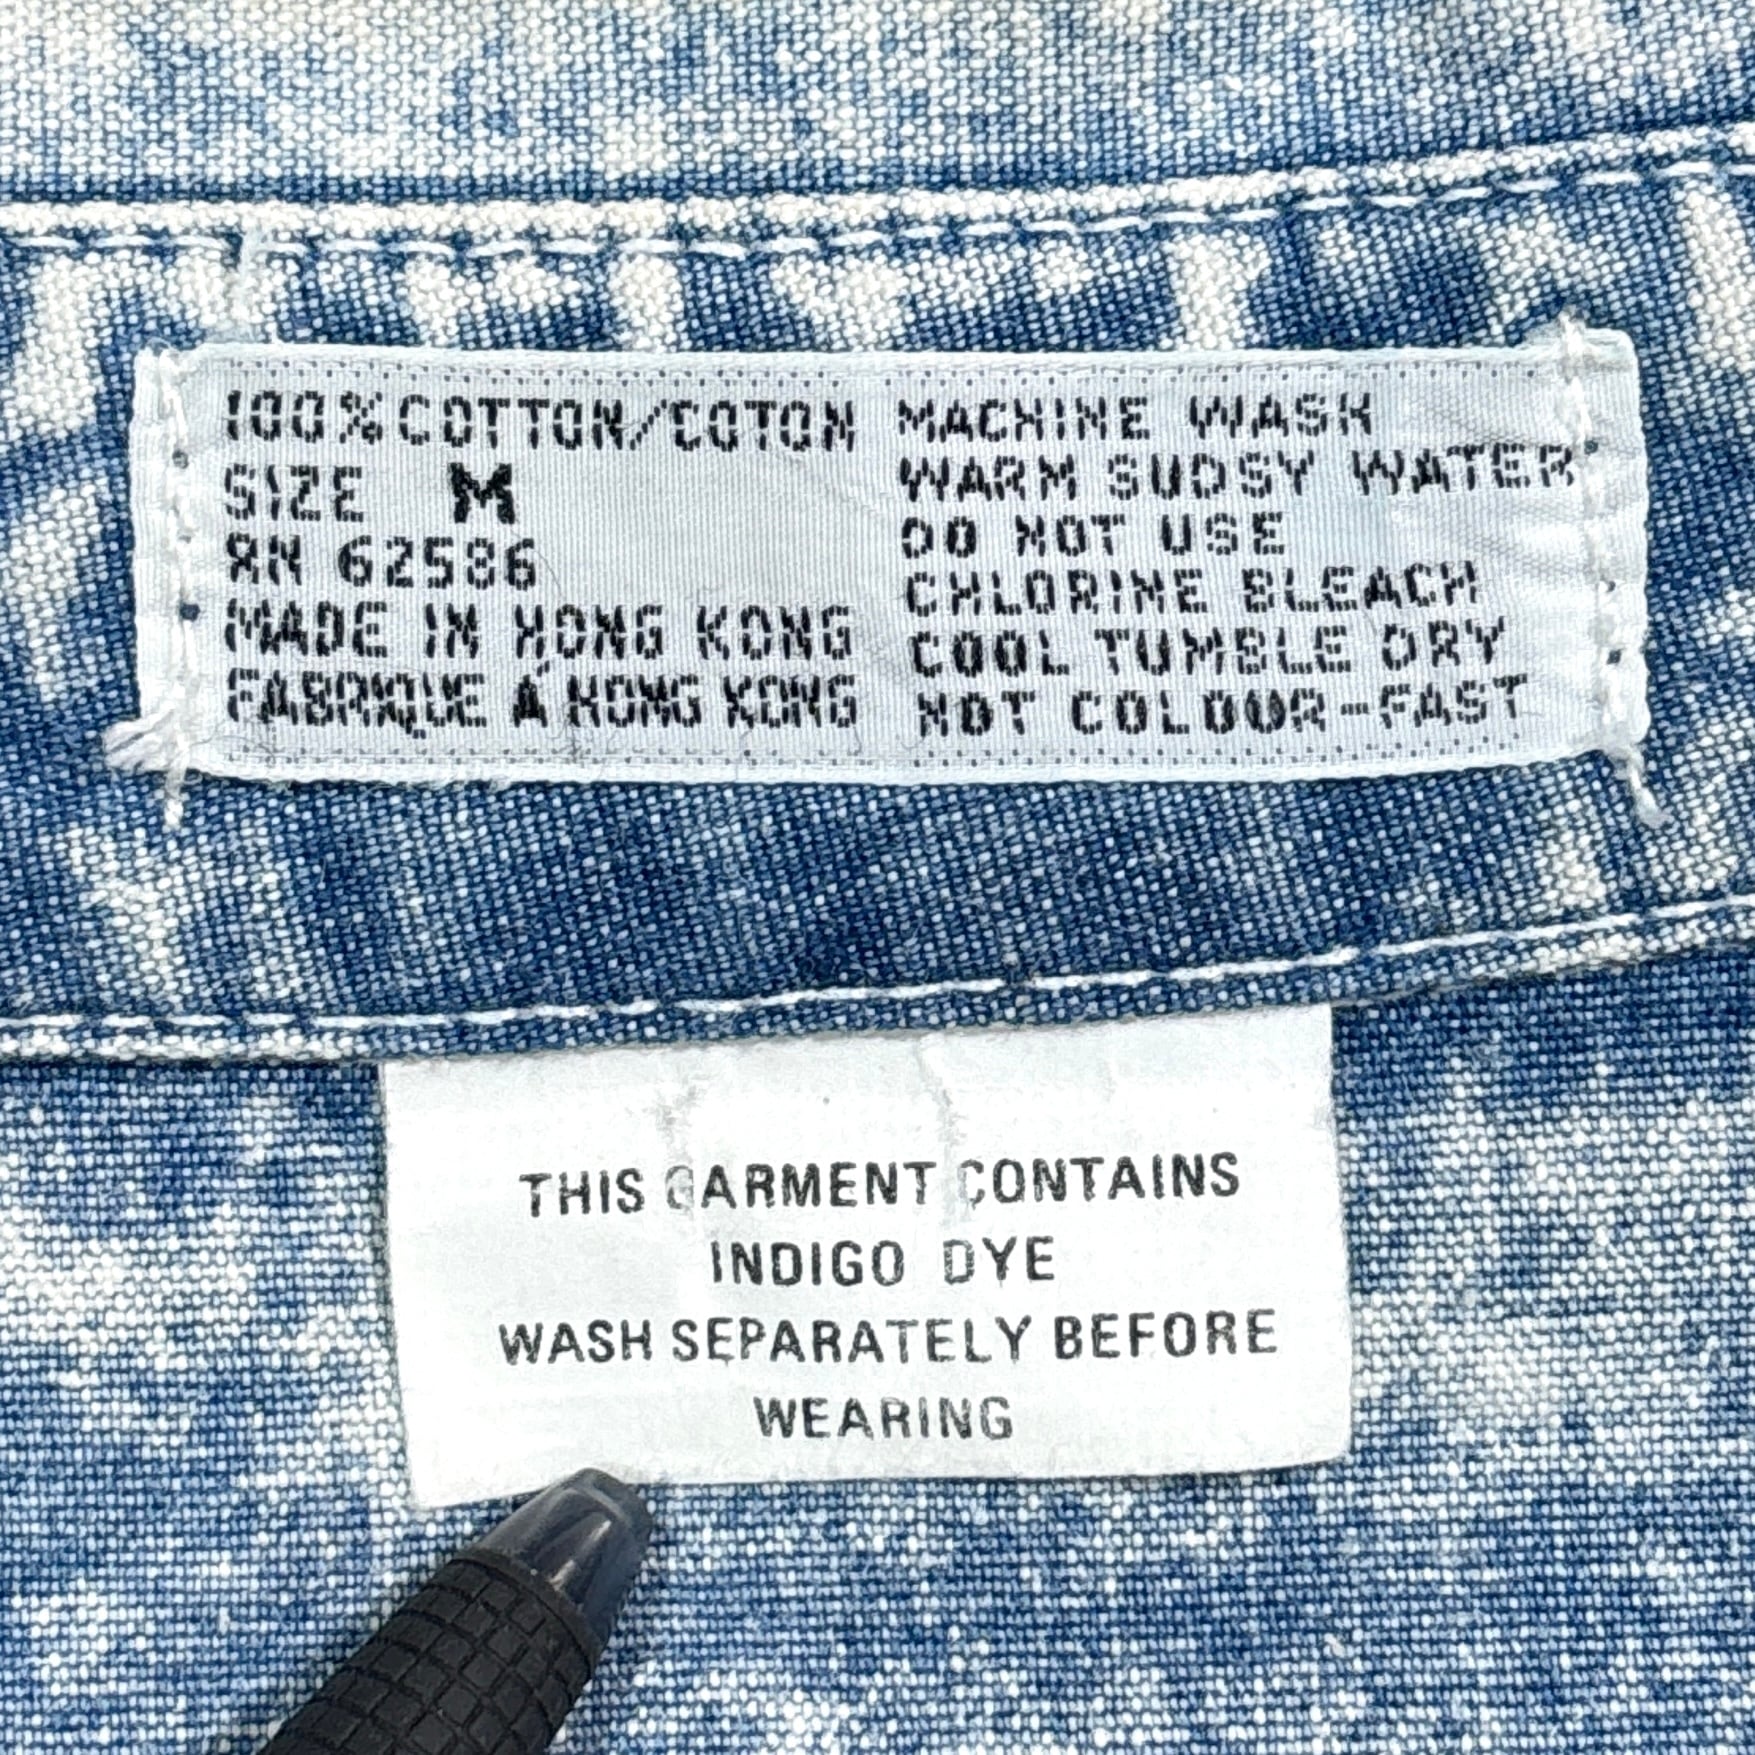 100% COTTON/COTON
SIZE M
RN 62586
MADE IN HONG KONG
FABRIQUE Á HONG KONG
MACHINE WASH
WARM SUDSY WATER
DO NOT USE
CHLORINE BLEACH
COOL TUMBLE DRY
NOT COLOUR-FAST
THIS GARMENT CONTAINS
INDIGO DYE
WASH SEPARATELY BEFORE
WEARING